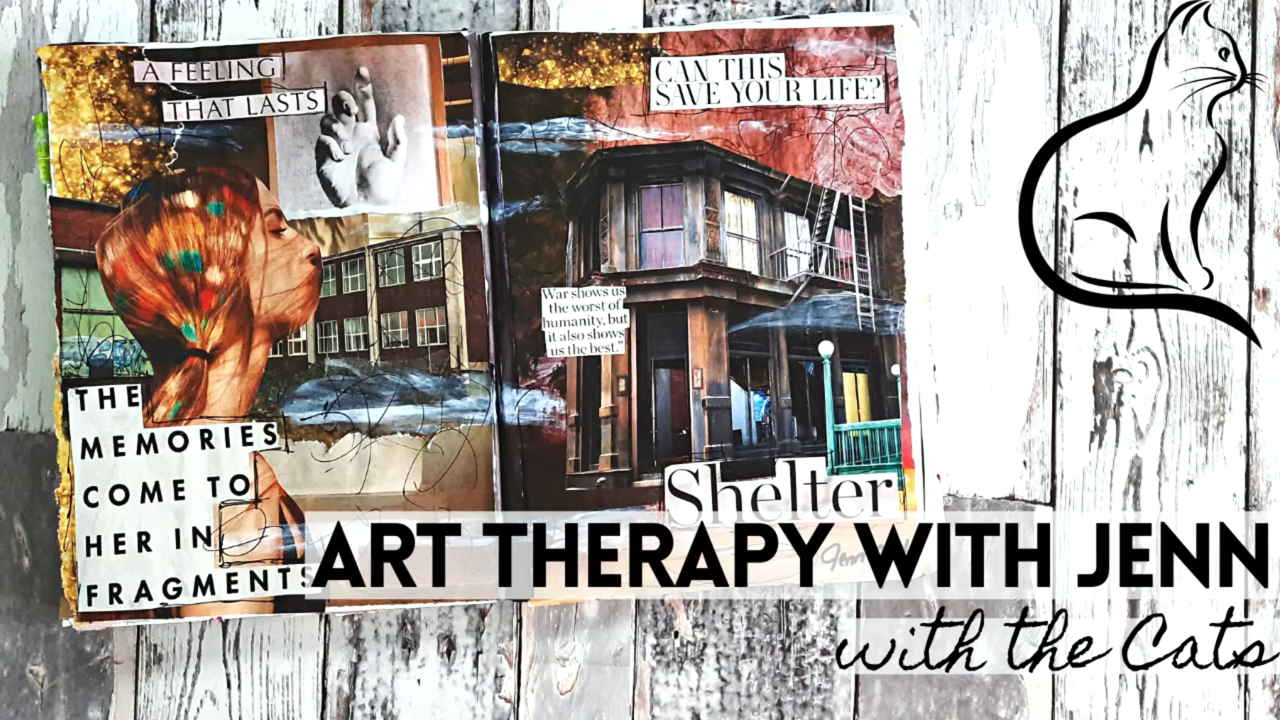 A FEELING
THAT LASTS
THE
MEMORIES
COME TO
HER IN
FRAGMENTS
CAN THIS
SAVE YOUR LIFE?
War shows us
the worst of
humanity, but
it also shows
us the best."
Shelter
Jenn
ART THERAPY WITH JENN
with the Cats